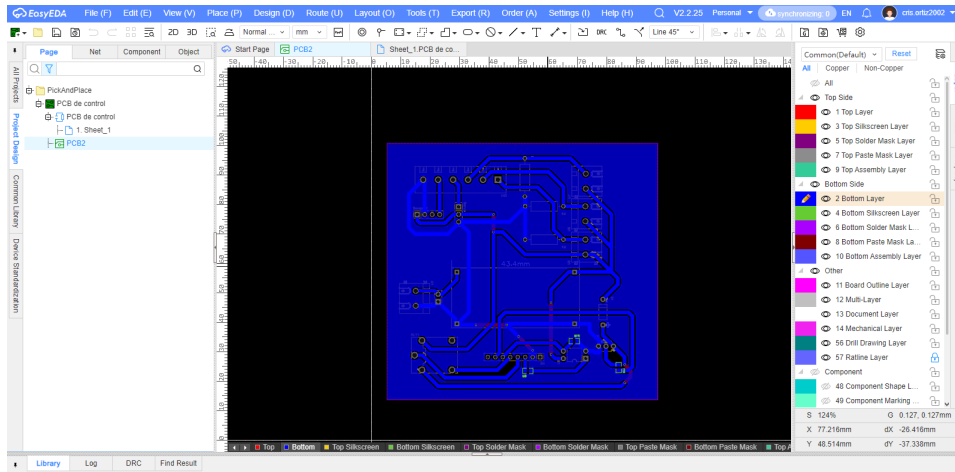 EasyEDA File (F) Edit (E) View (V) Place (P) Design (D) Route (U) Layout (O) Tools (T) Export (R) Order (A) Settings (I) Help (H) V2.2.25 Personal synchronizing: 0 EN cris.ortiz2002
2D 3D Normal ... mm T DRC Line 45°
Page Net Component Object
Start Page PCB2 Sheet_1.PCB de co...
All Projects
Project Design
Common Library
Device Standardization
PickAndPlace
PCB de control
PCB de control
1. Sheet_1
PCB2
A3-4mm
Common(Default) Reset
All Copper Non-Copper
All
Top Side
1 Top Layer
3 Top Silkscreen Layer
5 Top Solder Mask Layer
7 Top Paste Mask Layer
9 Top Assembly Layer
Bottom Side
2 Bottom Layer
4 Bottom Silkscreen Layer
6 Bottom Solder Mask L...
8 Bottom Paste Mask La...
10 Bottom Assembly Layer
Other
11 Board Outline Layer
12 Multi-Layer
13 Document Layer
14 Mechanical Layer
56 Drill Drawing Layer
57 Ratline Layer
Component
48 Component Shape L...
49 Component Marking ...
S 124% G 0.127, 0.127mm
X 77.216mm dX -26.416mm
Y 48.514mm dY -37.338mm
Top Bottom Top Silkscreen Bottom Silkscreen Top Solder Mask Bottom Solder Mask Top Paste Mask Bottom Paste Mask Top A
Library Log DRC Find Result